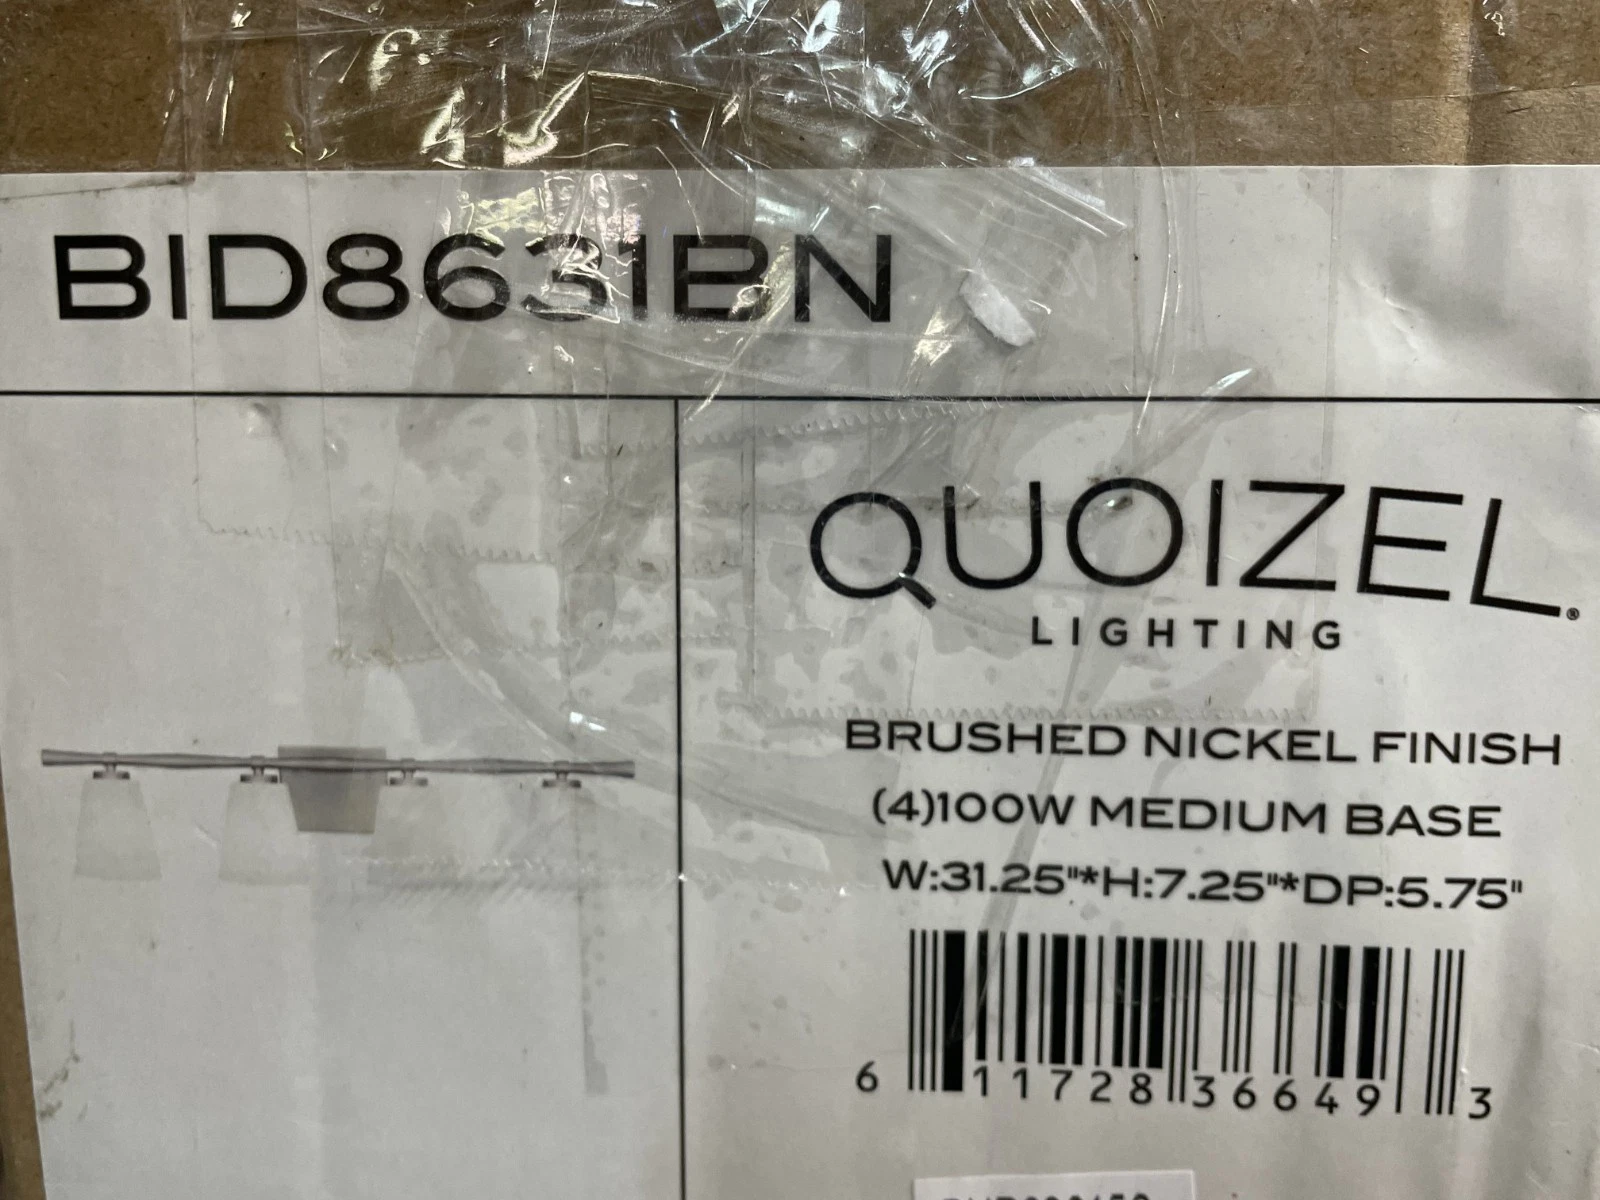 BID8631BN
QUOIZEL®
LIGHTING
BRUSHED NICKEL FINISH
(4)100W MEDIUM BASE
W:31.25"*H:7.25"*DP:5.75"
6 11728 36649 3